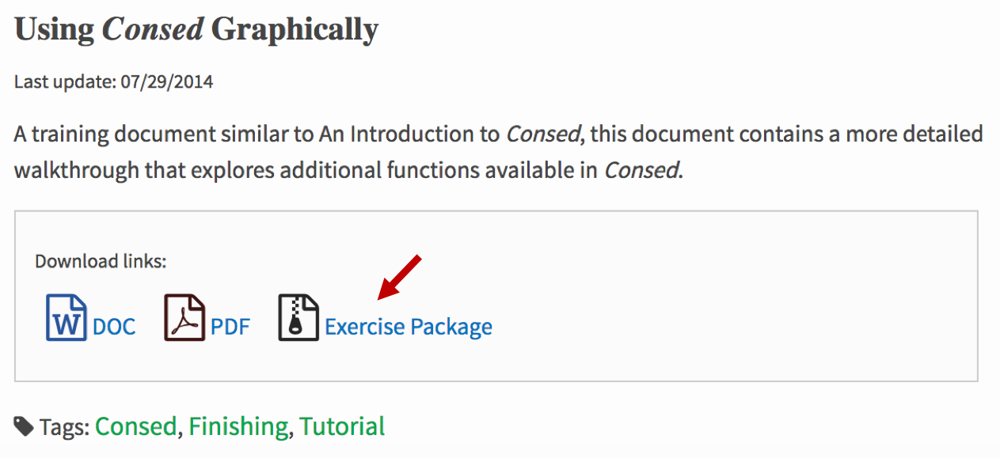 Using Consed Graphically
Last update: 07/29/2014
A training document similar to An Introduction to Consed, this document contains a more detailed
walkthrough that explores additional functions available in Consed.
Download links:
W DOC PDF Exercise Package
Tags: Consed, Finishing, Tutorial